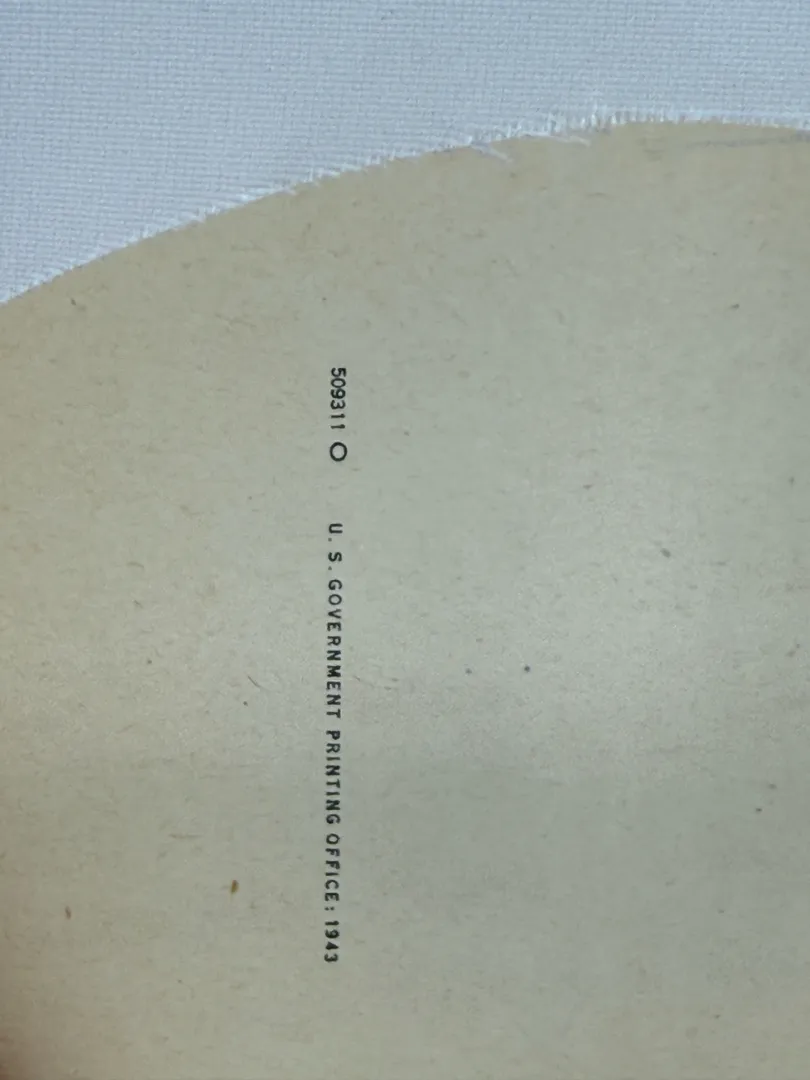 509311 O U. S. GOVERNMENT PRINTING OFFICE: 1943